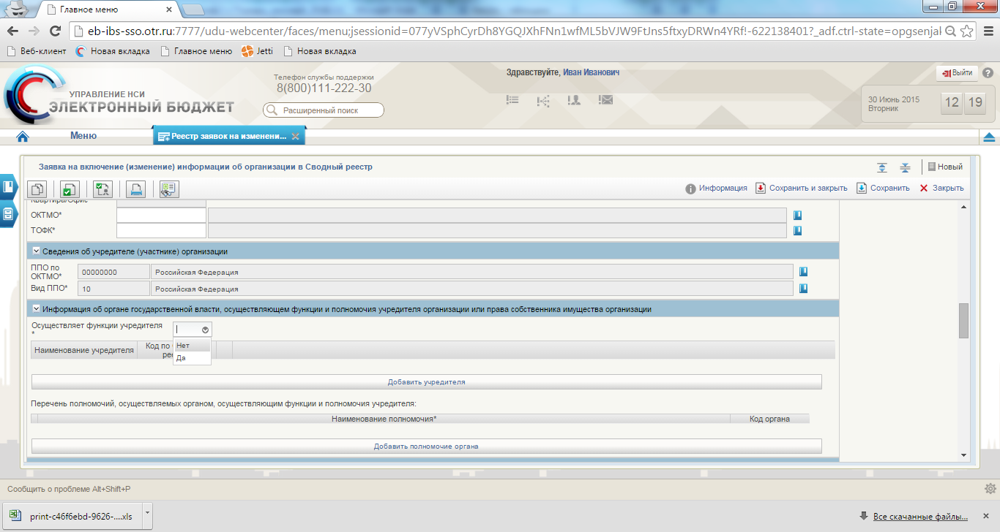 Главное меню
eb-ibs-sso.otr.ru:7777/udu-webcenter/faces/menu;jsessionid=077yVSphCyrDh8YGQJXhFNn1wfML5bVJW9FtJns5ftxyDRWn4YRf!-622138401?_adf.ctrl-state=opgsenjal
Веб-клиент Новая вкладка Главное меню Jetti Новая вкладка
Здравствуйте, Иван Иванович
Выйти
Телефон службы поддержки
8(800)111-222-30
УПРАВЛЕНИЕ НСИ
ЭЛЕКТРОННЫЙ БЮДЖЕТ
Расширенный поиск
30 Июнь 2015
Вторник
12 19
Меню
Реестр заявок на изменени...
Заявка на включение (изменение) информации об организации в Сводный реестр
Новый
Информация Сохранить и закрыть Сохранить Закрыть
Квартира/Офис
ОКТМО*
ТОФК*
Сведения об учредителе (участнике) организации
ППО по
ОКТМО*
00000000 Российская Федерация
Вид ППО* 10 Российская Федерация
Информация об органе государственной власти, осуществляющем функции и полномочия учредителя организации или права собственника имущества организации
Осуществляет функции учредителя
*
Нет
Да
Наименование учредителя
Код по
рее
Добавить учредителя
Перечень полномочий, осуществляемых органом, осуществляющим функции и полномочия учредителя:
Наименование полномочия* Код органа
Добавить полномочие органа
Сообщить о проблеме Alt+Shift+P
print-c46f6ebd-9626-....xls
Все скачанные файлы...